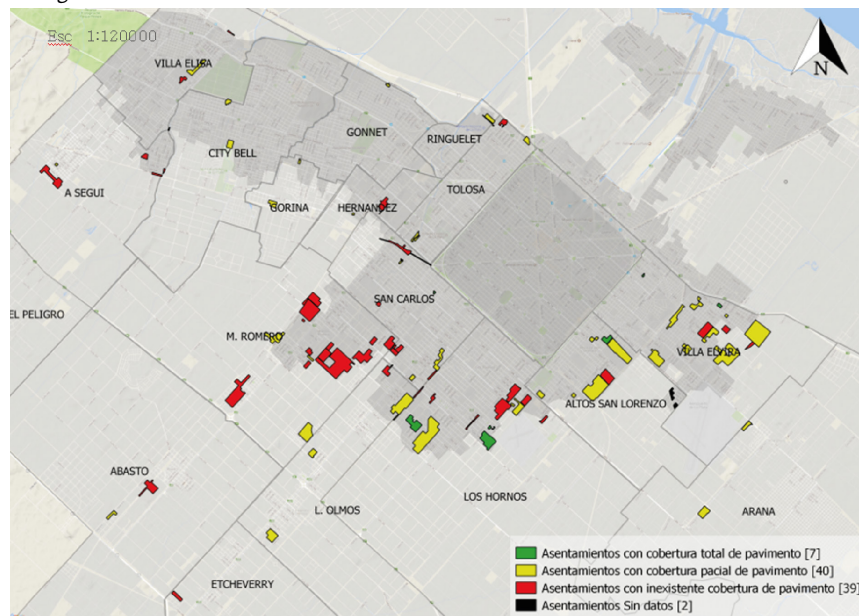 Esc 1:120000
VILLA ELISA
N
GONNET
RINGUELET
CITY BELL
TOLOSA
A SEGUI
GORINA
HERNANDEZ
SAN CARLOS
EL PELIGRO
M. ROMERO
VILLA ELVIRA
ALTOS SAN LORENZO
ABASTO
LOS HORNOS
L. OLMOS
ARANA
ETCHEVERRY
Asentamientos con cobertura total de pavimento [7]
Asentamientos con cobertura pacial de pavimento [40]
Asentamientos con inexistente cobertura de pavimento [39]
Asentamientos Sin datos [2]